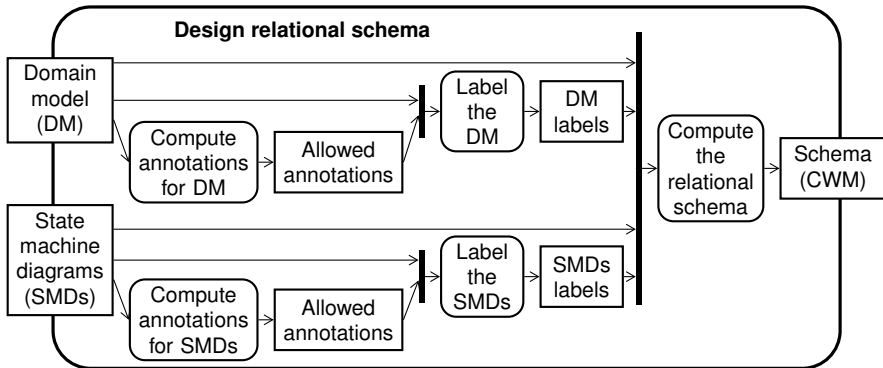 Design relational schema
Domain
model
(DM)
Compute
annotations
for DM
Allowed
annotations
Label
the
DM
DM
labels
Compute
the
relational
schema
Schema
(CWM)
State
machine
diagrams
(SMDs)
Compute
annotations
for SMDs
Allowed
annotations
Label
the
SMDs
SMDs
labels